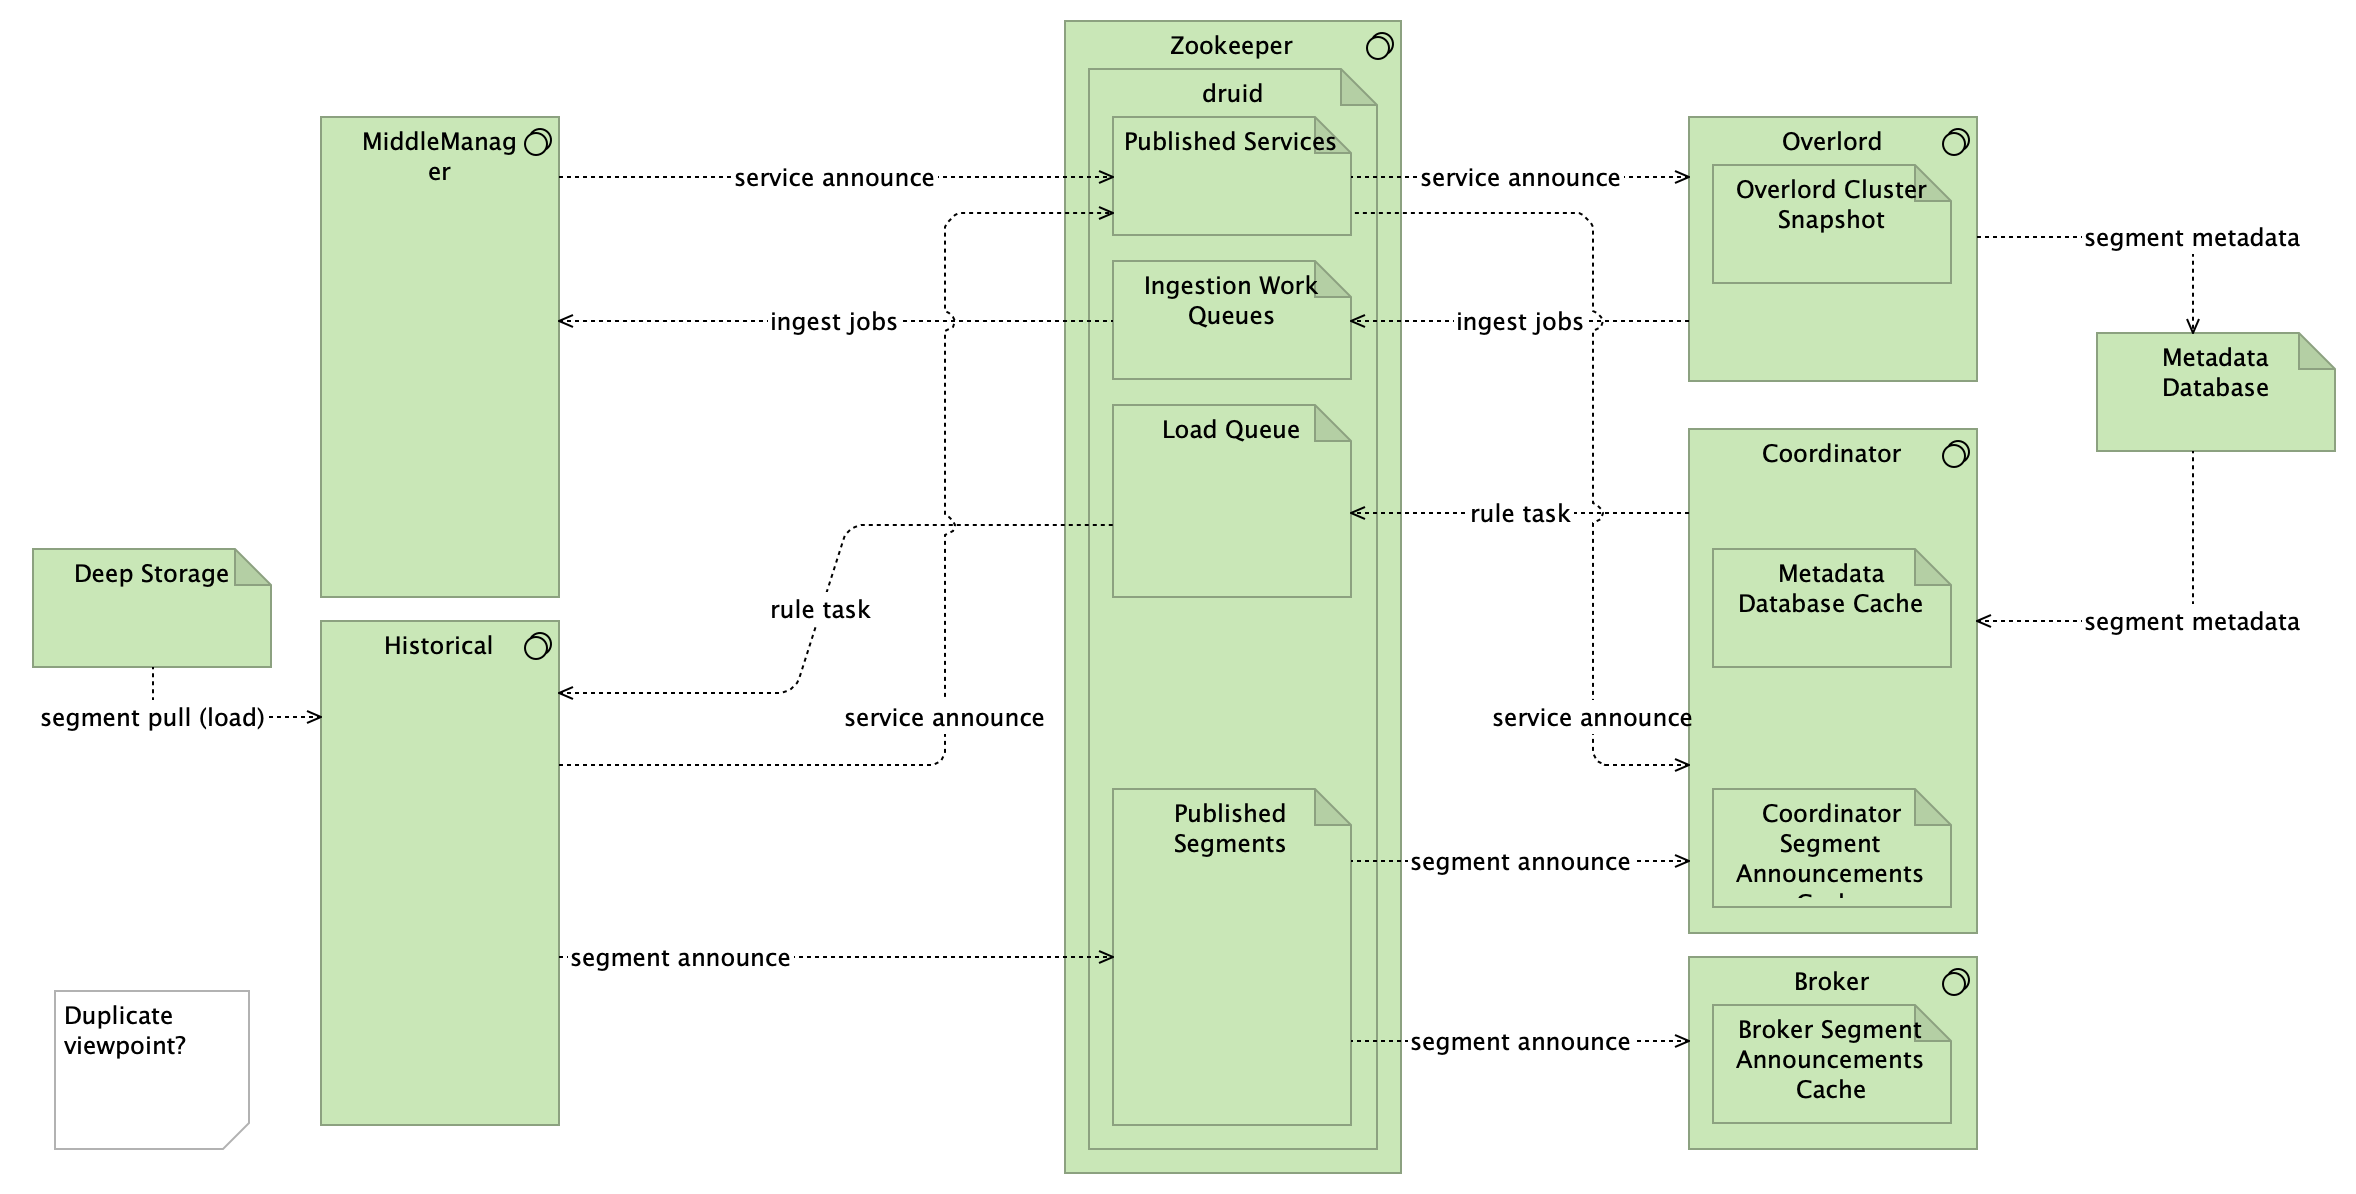 Zookeeper
druid
MiddleManag
er
Published Services
Overlord
service announce
service announce
Overlord Cluster
Snapshot
segment metadata
Ingestion Work
Queues
ingest jobs
ingest jobs
Metadata
Database
Load Queue
Coordinator
rule task
Deep Storage
Metadata
Database Cache
rule task
segment metadata
Historical
segment pull (load)
service announce
service announce
Published
Segments
Coordinator
Segment
Announcements
segment announce
segment announce
Broker
Duplicate
viewpoint?
segment announce
Broker Segment
Announcements
Cache